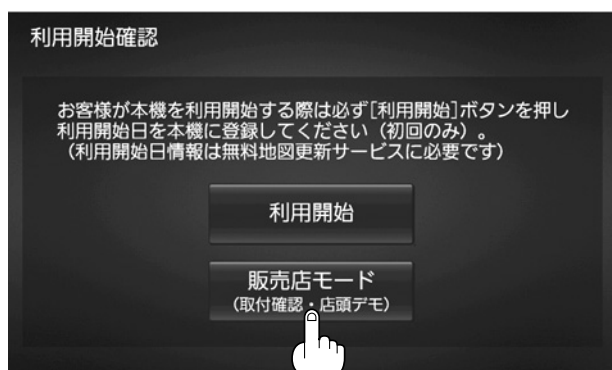 利用開始確認
お客様が本機を利用開始する際は必ず[利用開始]ボタンを押し
利用開始日を本機に登録してください（初回のみ）。
（利用開始日情報は無料地図更新サービスに必要です）
利用開始
販売店モード
(取付確認・店頭デモ)